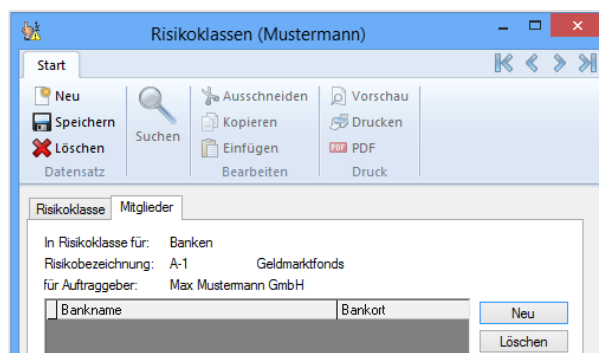 Risikoklassen (Mustermann)
Start
Neu
Speichern
Löschen
Datensatz
Suchen
Ausschneiden
Kopieren
Einfügen
Bearbeiten
Vorschau
Drucken
PDF PDF
Druck
Risikoklasse Mitglieder
In Risikoklasse für: Banken
Risikobezeichnung: A-1 Geldmarktfonds
für Auftraggeber: Max Mustermann GmbH
Bankname Bankort
Neu
Löschen